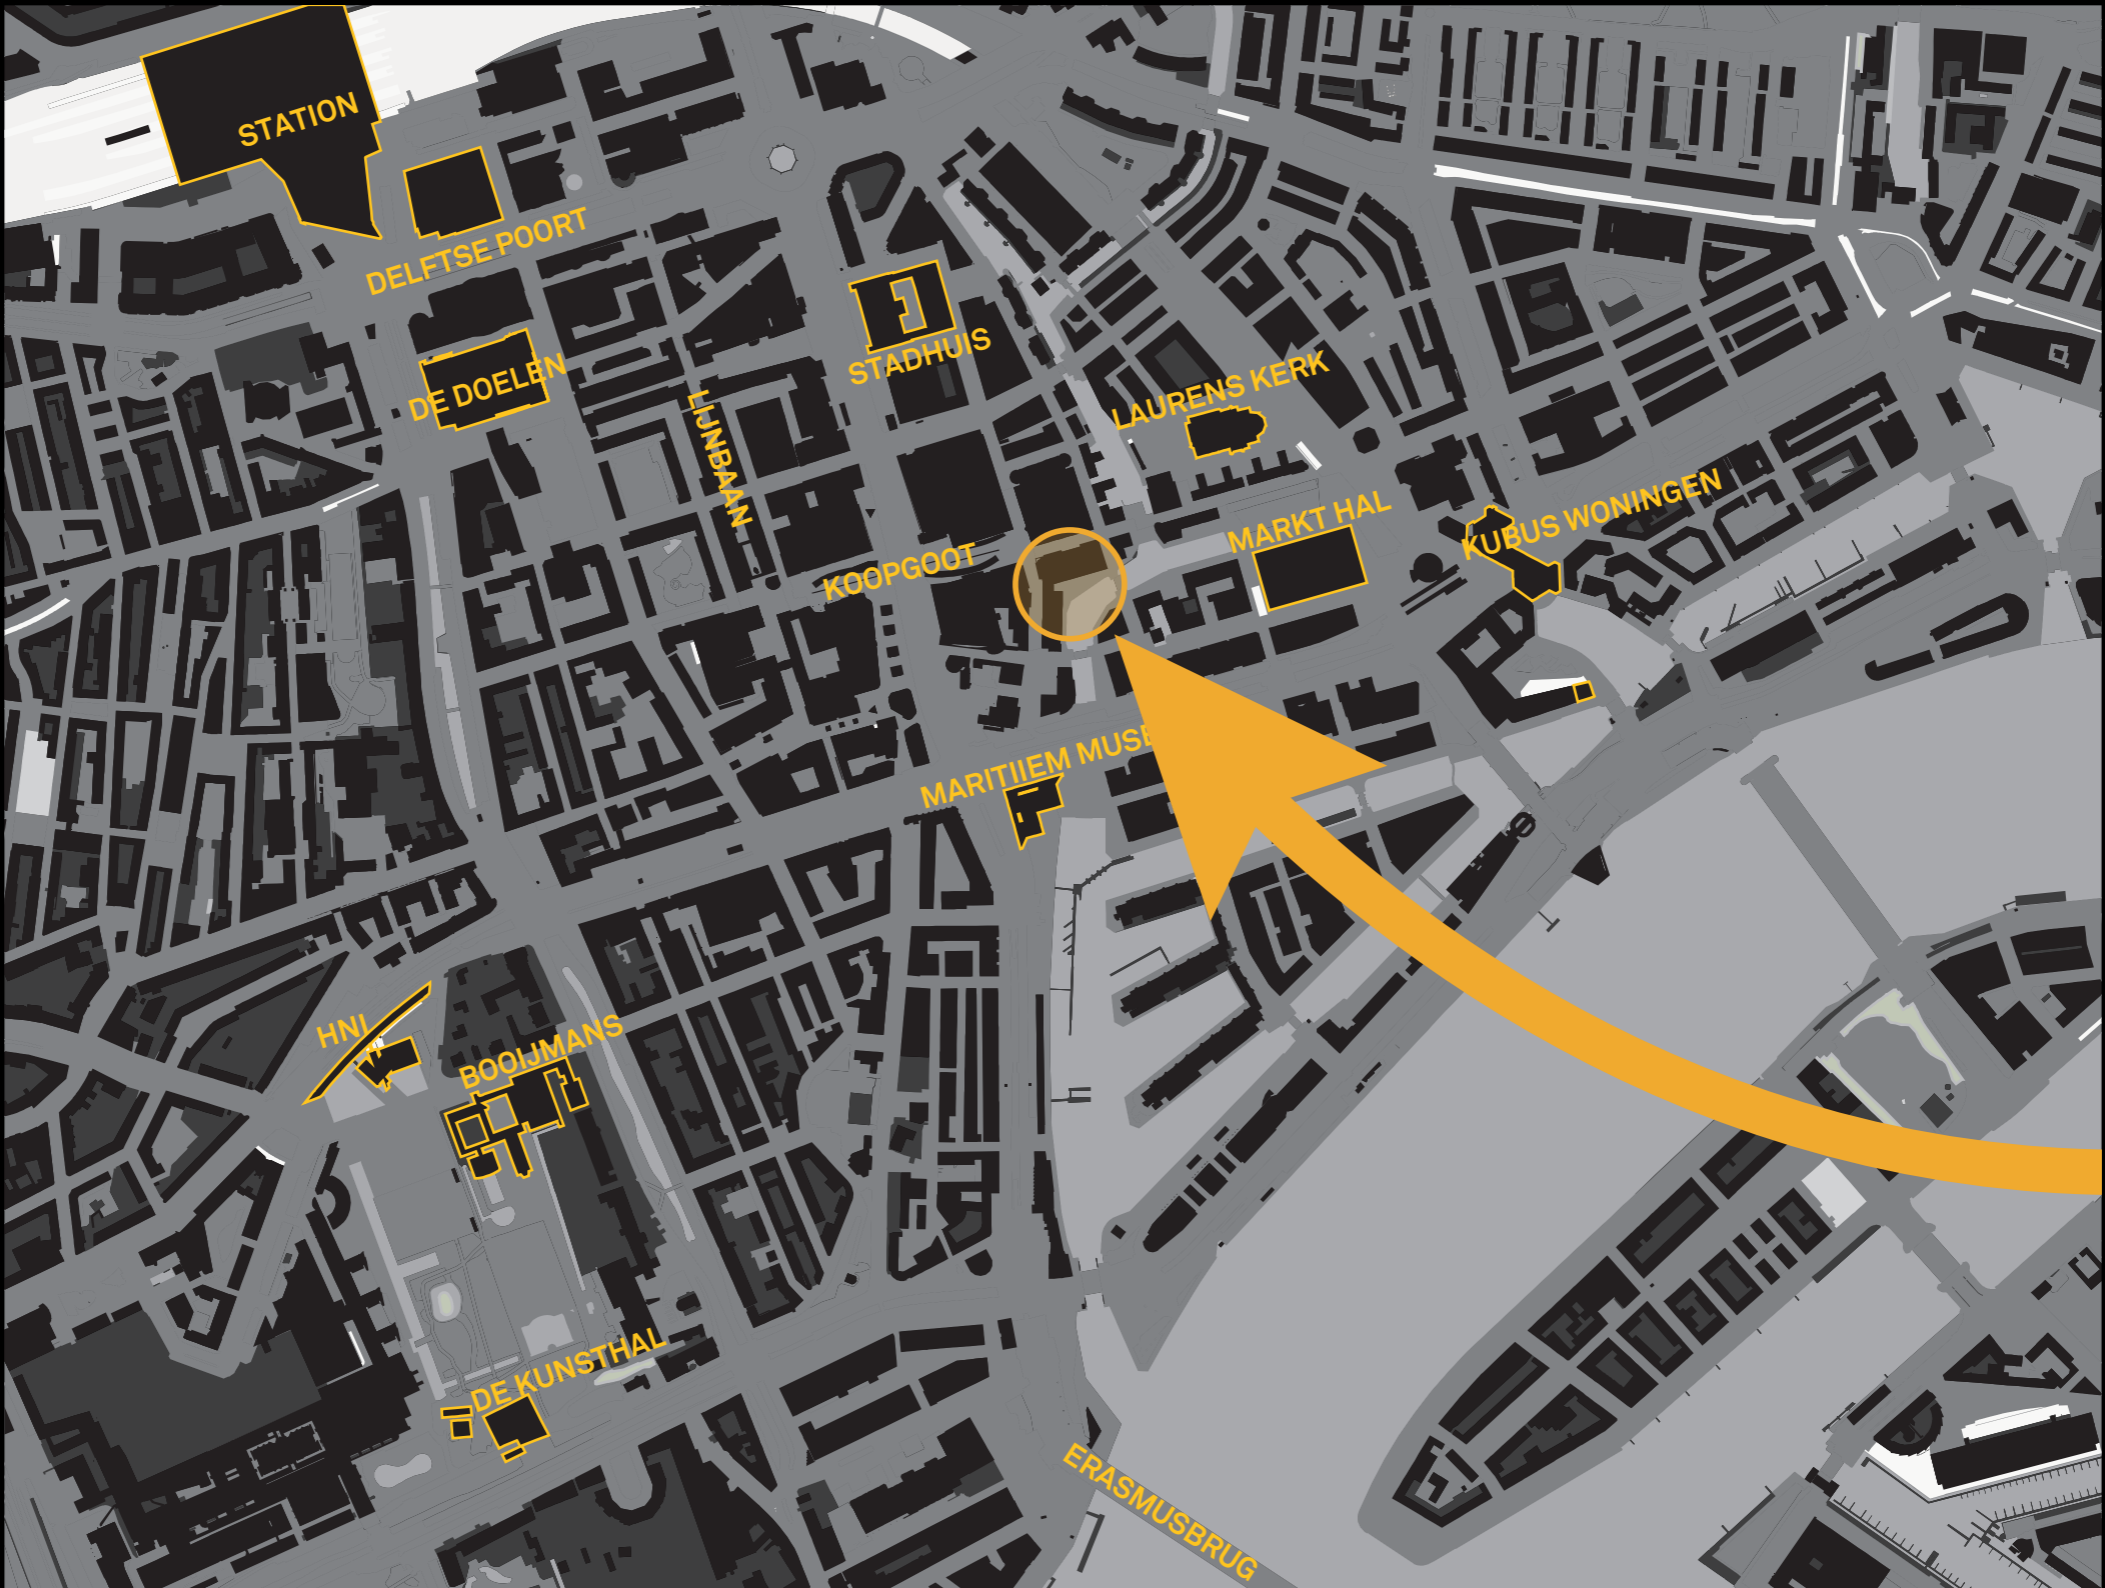 STATION
DELFTSE POORT
DE DOELEN
STADHUIS
LIJNBAAN
LAURENS KERK
KOOPGOOT
MARKT HAL
KUBUS WONINGEN
MARITIIEM MUSE
HNI
BOOIJMANS
DE KUNSTHAL
ERASMUSBRUG